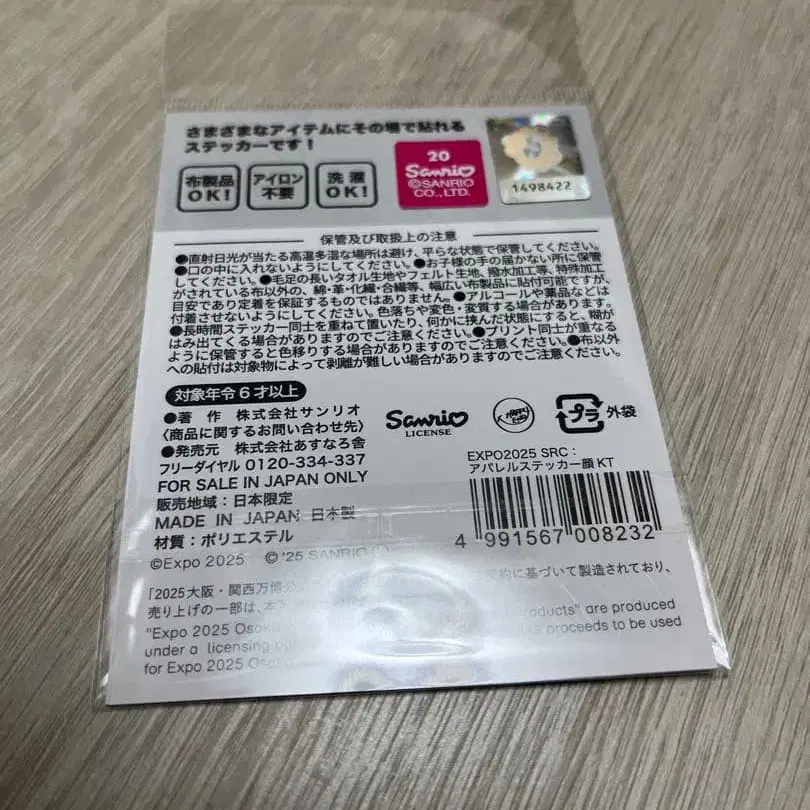 さまざまなアイテムにその場で貼れる
ステッカーです！
布製品
OK!
アイロン
不要
洗濯
OK!
20
Sanrio
©SANRIO
CO.,LTD.
1498422
保管及び取扱上の注意
●直射日光が当たる高温多湿な場所は避け、平らな状態で保管してください。
●口の中に入れないようにしてください。●お子様の手の届かない所に保管
してください。●毛足の長いタオル生地やフェルト生地、撥水加工等、特殊加工
がされている布以外の、綿・革・化繊・合繊等、幅広い布製品に貼付可能ですが、
目安であり定着を保証するものではありません。●アルコールや薬品などは
付着させないようにしてください。色落ちや変色・変質する場合があります。
●長時間ステッカー同士を重ねて置いたり、何かに挟んだ状態にすると、糊が
はみ出てくる場合がありますのでご注意ください。●プリント同士が重なる
ように保管すると色移りする場合がありますのでご注意ください。●布以外
への貼付は対象物によって剥離が難しい場合がありますのでご注意ください。
対象年令6才以上
●著 作 株式会社サンリオ
〈商品に関するお問い合わせ先〉
●発売元 株式会社あすなろ舎
フリーダイヤル 0120-334-337
FOR SALE IN JAPAN ONLY
販売地域：日本限定
MADE IN JAPAN 日本製
材質：ポリエステル
©Expo 2025 ©'25 SANRIO
Sanrio
LICENSE
プラ 外袋
EXPO2025 SRC：
アパレルステッカー顔KT
4 991567 008232
「2025大阪・関西万博公 に基づいて製造されており、
売り上げの一部は、本
"Expo 2025 Osaka Products" are produced
under a licensing proceeds to be used
for Expo 2025 Osaka